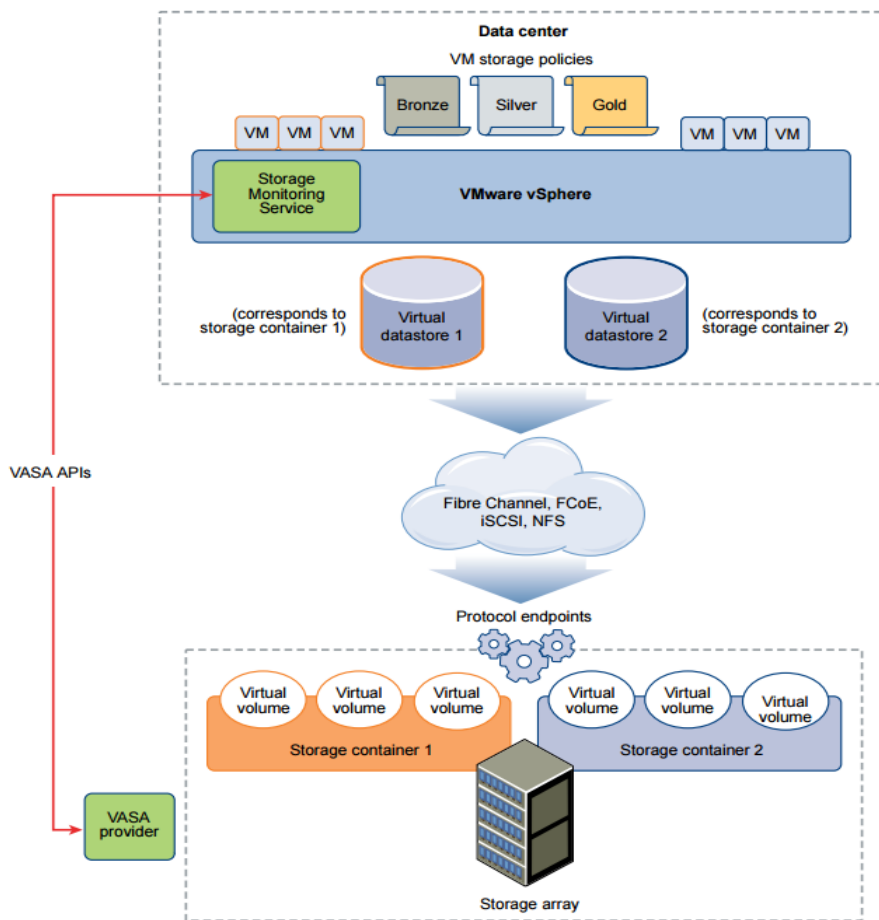 Data center
VM storage policies
Bronze
Silver
Gold
VM
VM
VM
VM
VM
VM
Storage
Monitoring
Service
VMware vSphere
(corresponds to
storage container 1)
Virtual
datastore 1
Virtual
datastore 2
(corresponds to
storage container 2)
VASA APIs
Fibre Channel, FCoE,
iSCSI, NFS
Protocol endpoints
Virtual
volume
Virtual
volume
Virtual
volume
Virtual
volume
Virtual
volume
Virtual
volume
Storage container 1
Storage container 2
VASA
provider
Storage array